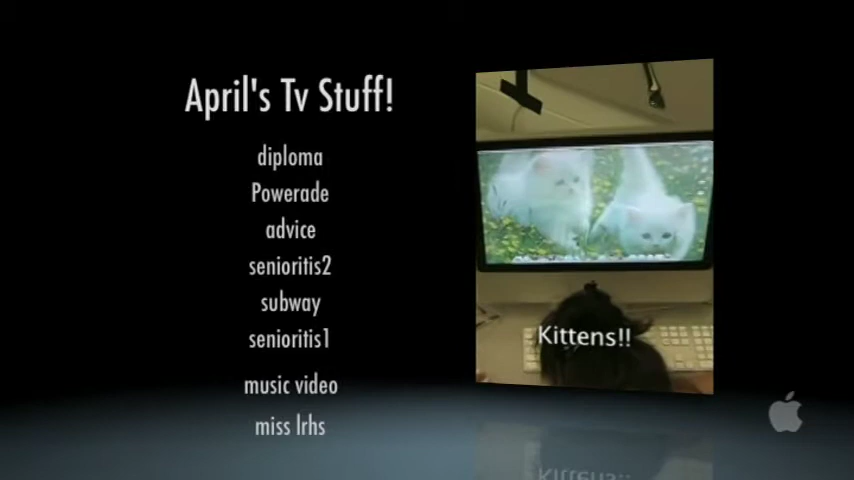 April's Tv Stuff!
diploma
Powerade
advice
senioritis2
subway
senioritis1
music video
miss lrhs
Kittens!!